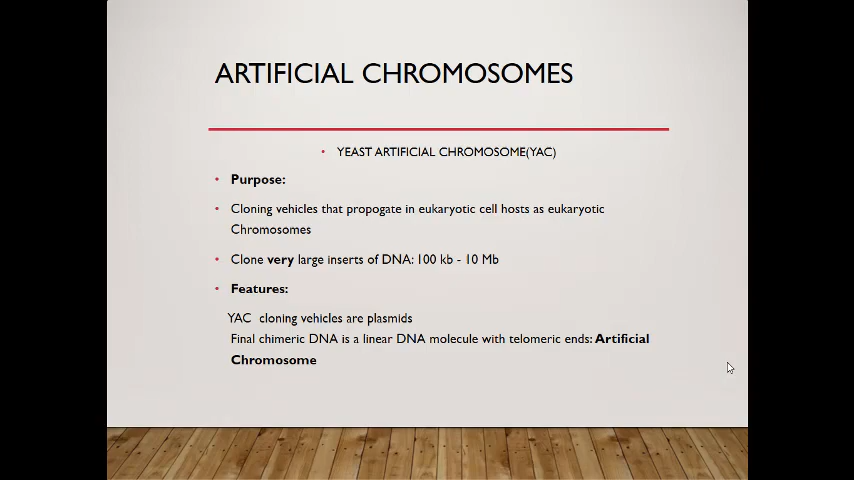 ARTIFICIAL CHROMOSOMES
• YEAST ARTIFICIAL CHROMOSOME(YAC)
• Purpose:
• Cloning vehicles that propogate in eukaryotic cell hosts as eukaryotic
Chromosomes
• Clone very large inserts of DNA: 100 kb - 10 Mb
• Features:
YAC cloning vehicles are plasmids
Final chimeric DNA is a linear DNA molecule with telomeric ends: Artificial
Chromosome